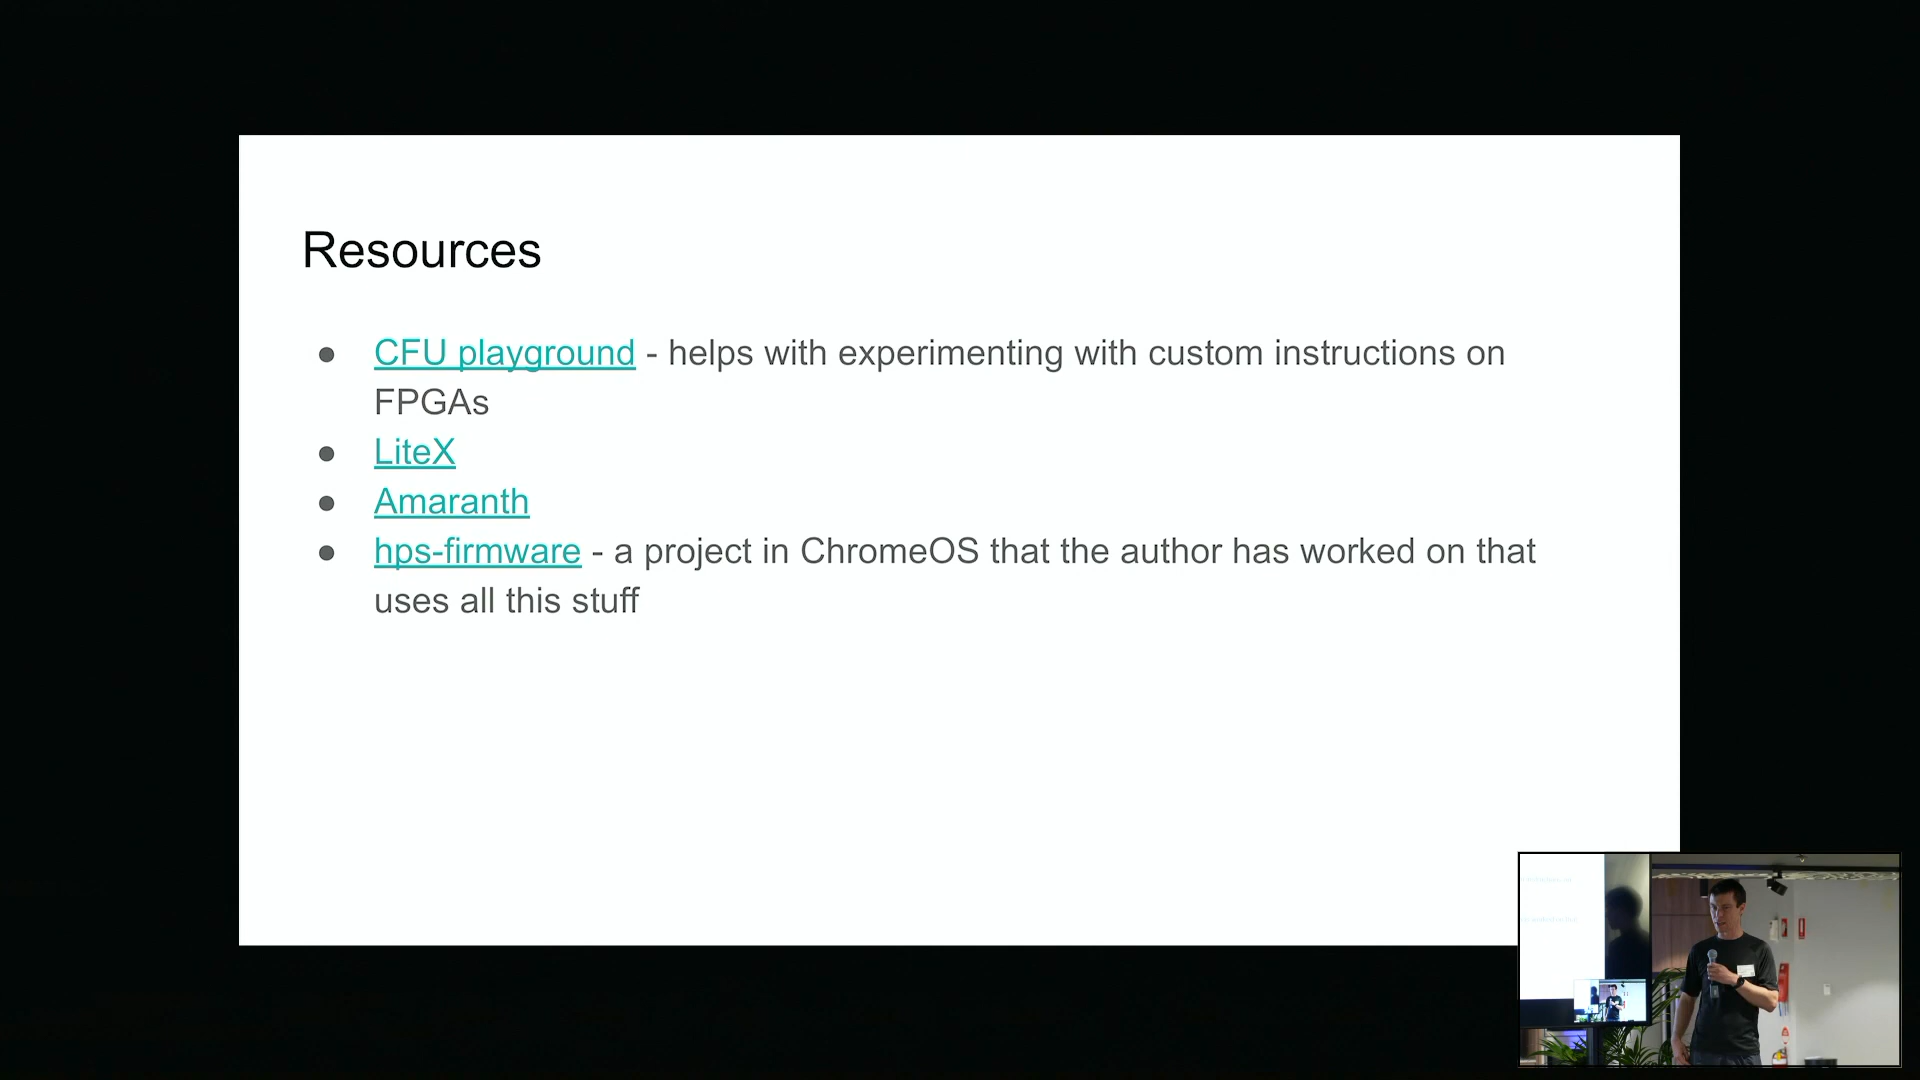 Resources
● CFU playground - helps with experimenting with custom instructions on
FPGAs
● LiteX
● Amaranth
● hps-firmware - a project in ChromeOS that the author has worked on that
uses all this stuff